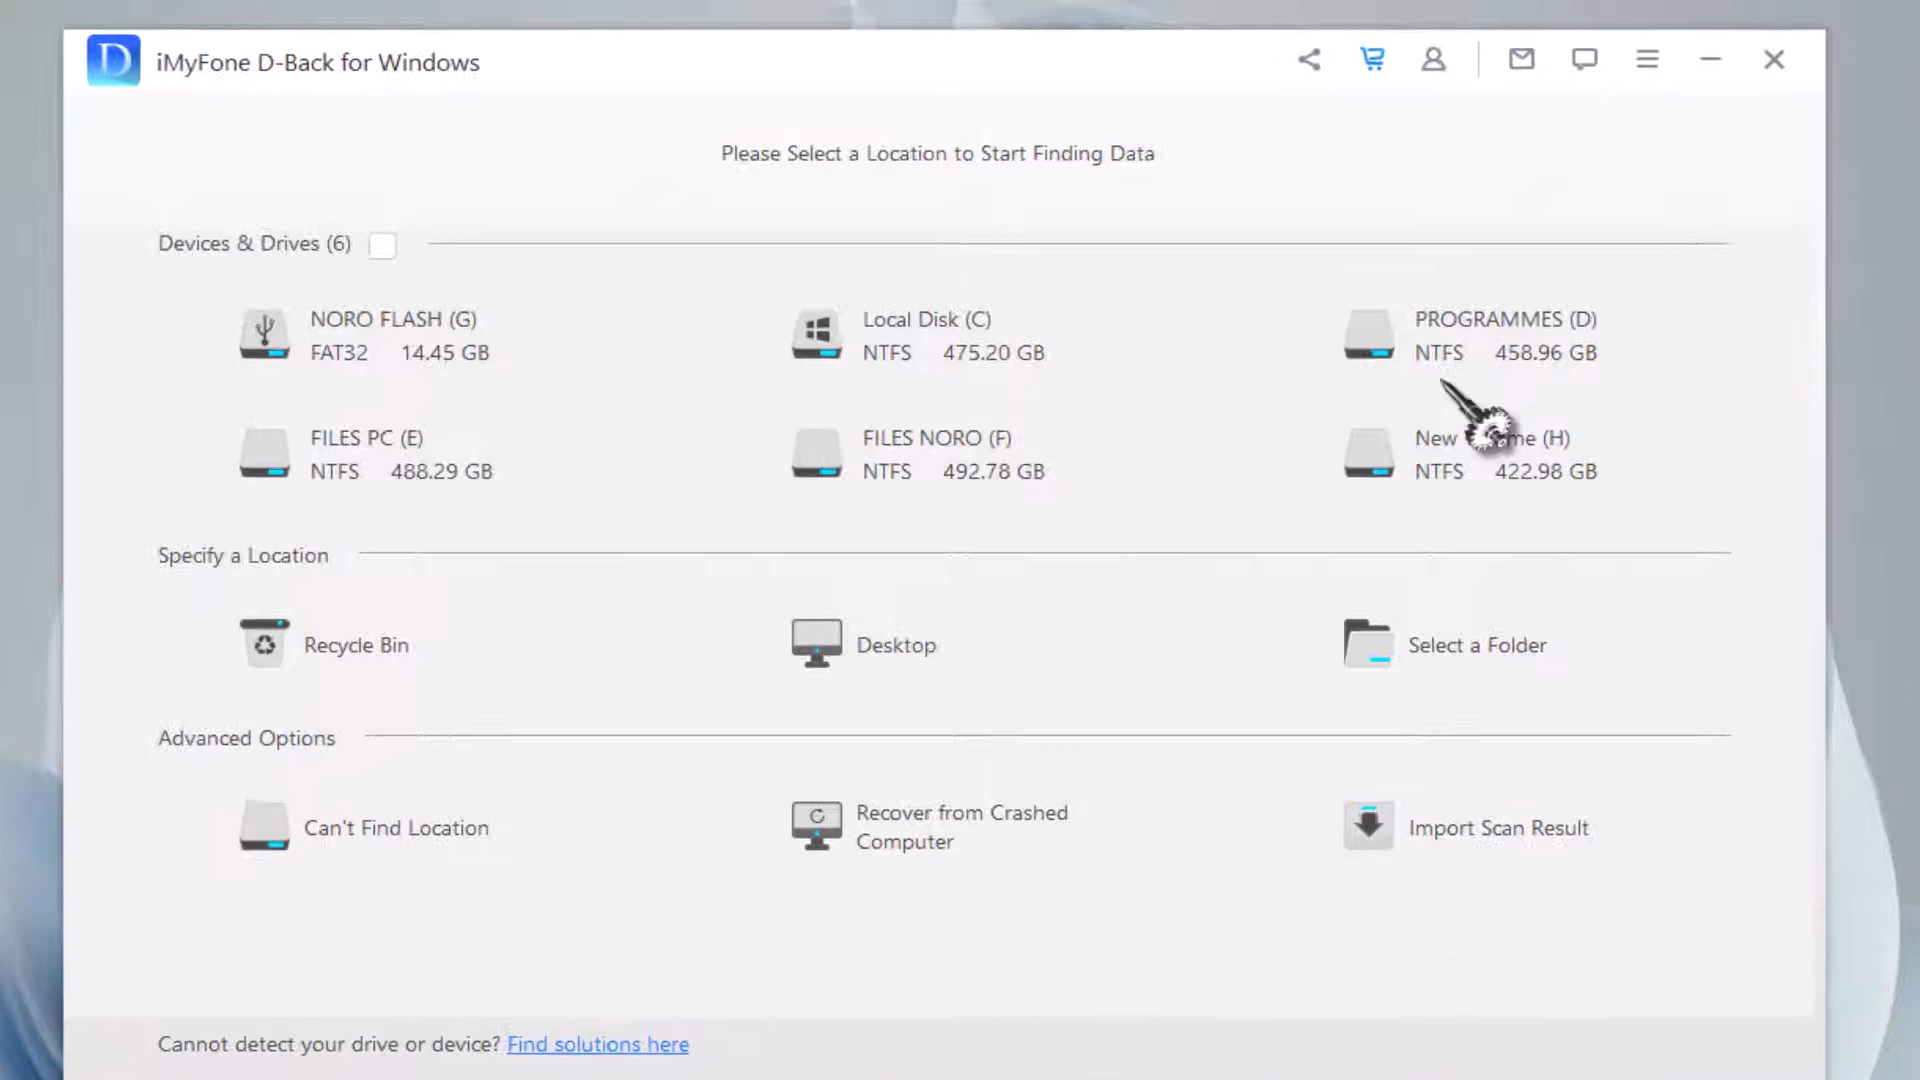 D iMyFone D-Back for Windows
Please Select a Location to Start Finding Data
Devices & Drives (6)
NORO FLASH (G)
FAT32 14.45 GB
Local Disk (C)
NTFS 475.20 GB
PROGRAMMES (D)
NTFS 458.96 GB
FILES PC (E)
NTFS 488.29 GB
FILES NORO (F)
NTFS 492.78 GB
New (H)
NTFS 422.98 GB
Specify a Location
Recycle Bin
Desktop
Select a Folder
Advanced Options
Can't Find Location
Recover from Crashed
Computer
Import Scan Result
Cannot detect your drive or device? Find solutions here